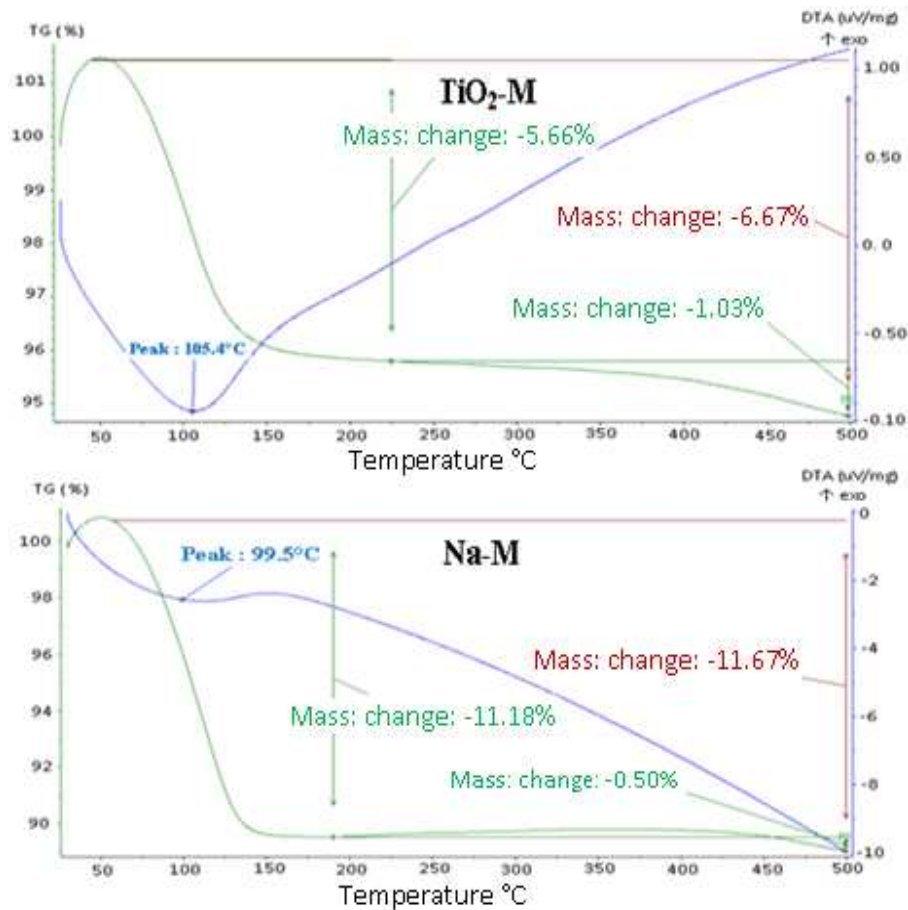 TG (%)
DTA (uV/mg)
↑ exo
TiO₂-M
101
100
99
98
97
96
95
1.00
0.50
0.0
-0.50
-0.10
Mass: change: -5.66%
Mass: change: -6.67%
Mass: change: -1.03%
Peak : 105.4°C
50 100 150 200 250 300 350 400 450 500
Temperature °C
TG (%)
DTA (uV/mg)
↑ exo
Na-M
100
98
96
94
92
90
0
-2
-4
-6
-8
-10
Peak : 99.5°C
Mass: change: -11.67%
Mass: change: -11.18%
Mass: change: -0.50%
50 100 150 200 250 300 350 400 450 500
Temperature °C